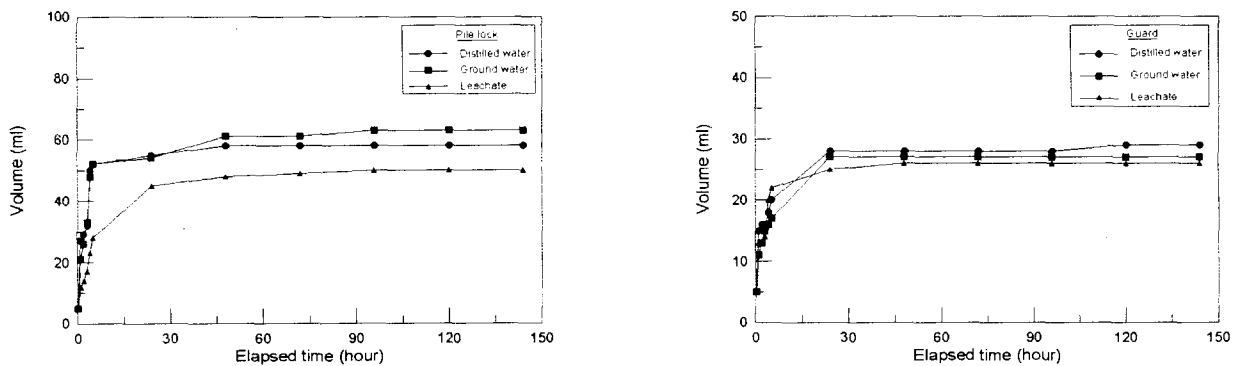 100
80
60
40
20
0
Volume (ml)
Pile lock
Distilled water
Ground water
Leachate
0 30 60 90 120 150
Elapsed time (hour)
50
40
30
20
10
0
Volume (ml)
Guard
Distilled water
Ground water
Leachate
0 30 60 90 120 150
Elapsed time (hour)